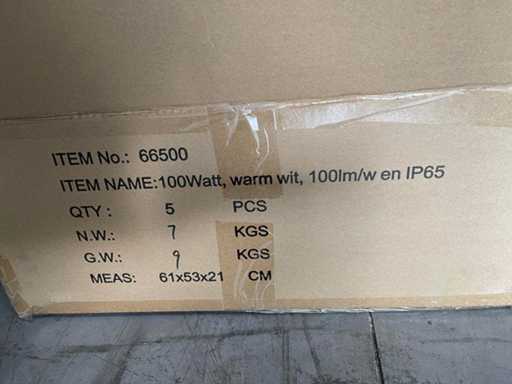 ITEM No.: 66500
ITEM NAME:100Watt, warm wit, 100lm/w en IP65
QTY : 5 PCS
N.W.: 7 KGS
G.W.: 9 KGS
MEAS: 61x53x21 CM